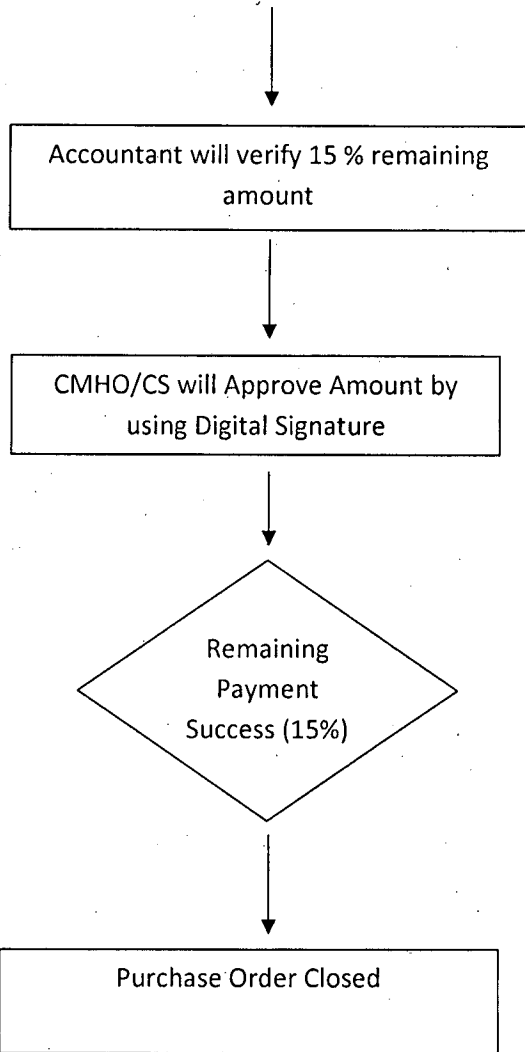 Accountant will verify 15 % remaining
amount
CMHO/CS will Approve Amount by
using Digital Signature
Remaining
Payment
Success (15%)
Purchase Order Closed